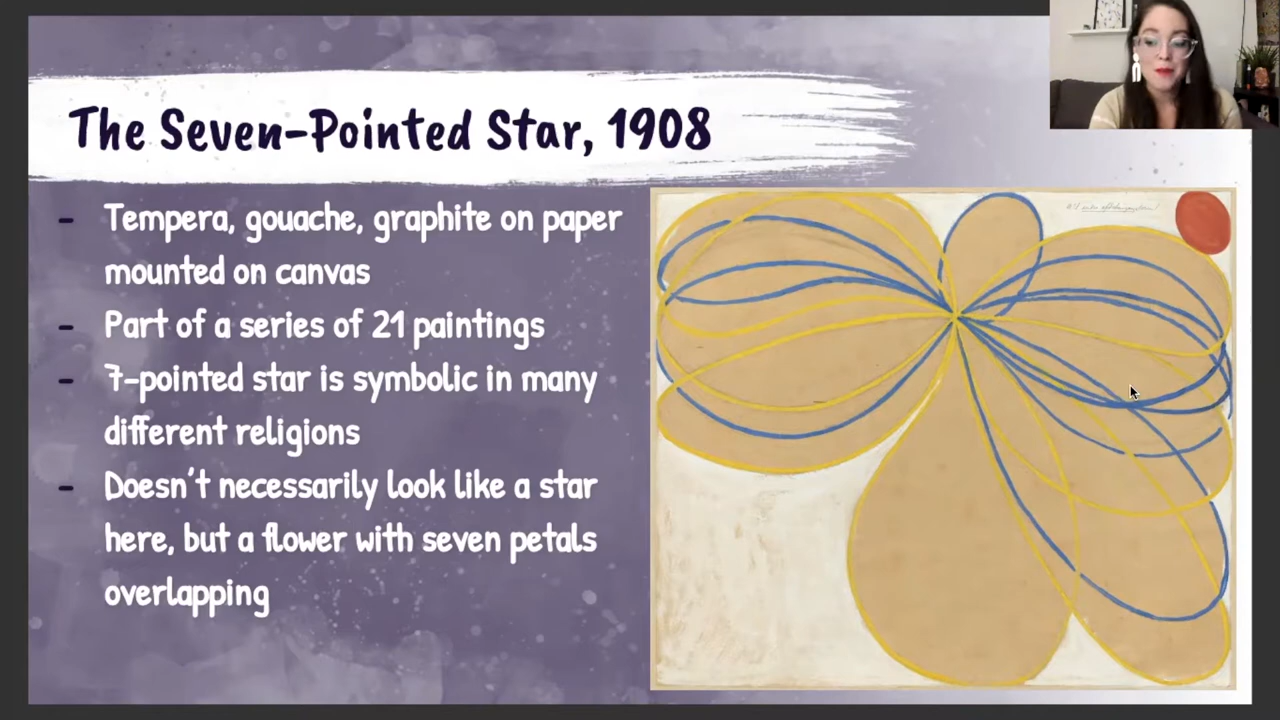 The Seven-Pointed Star, 1908
- Tempera, gouache, graphite on paper
mounted on canvas
- Part of a series of 21 paintings
- 7-pointed star is symbolic in many
different religions
- Doesn't necessarily look like a star
here, but a flower with seven petals
overlapping